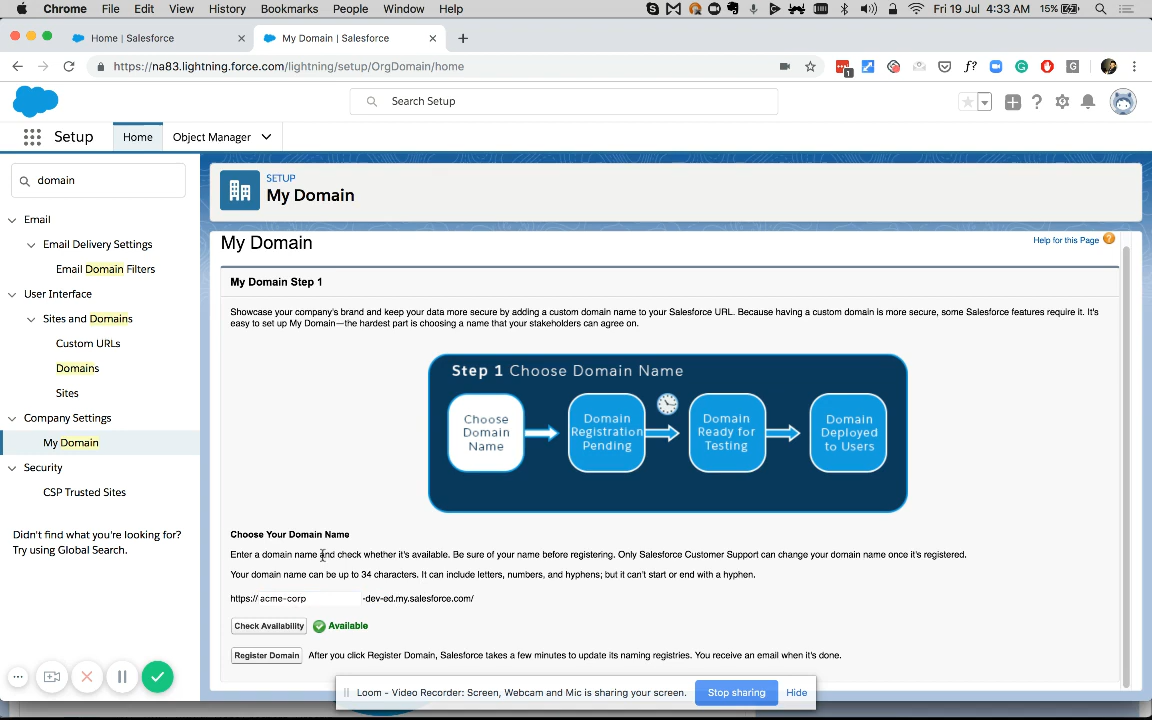 Chrome File Edit View History Bookmarks People Window Help Fri 19 Jul 4:33 AM 15%
Home | Salesforce My Domain | Salesforce
https://na83.lightning.force.com/lightning/setup/OrgDomain/home 1 f? G
Search Setup
Setup Home Object Manager
domain
Email
Email Delivery Settings
Email Domain Filters
User Interface
Sites and Domains
Custom URLs
Domains
Sites
Company Settings
My Domain
Security
CSP Trusted Sites
Didn't find what you're looking for?
Try using Global Search.
SETUP
My Domain
My Domain
Help for this Page ?
My Domain Step 1
Showcase your company's brand and keep your data more secure by adding a custom domain name to your Salesforce URL. Because having a custom domain is more secure, some Salesforce features require it. It's
easy to set up My Domain—the hardest part is choosing a name that your stakeholders can agree on.
Step 1 Choose Domain Name
Choose
Domain
Name
Domain
Registration
Pending
Domain
Ready for
Testing
Domain
Deployed
to Users
Choose Your Domain Name
Enter a domain name and check whether it's available. Be sure of your name before registering. Only Salesforce Customer Support can change your domain name once it's registered.
Your domain name can be up to 34 characters. It can include letters, numbers, and hyphens; but it can't start or end with a hyphen.
https:// acme-corp -dev-ed.my.salesforce.com/
Check Availability Available
Register Domain After you click Register Domain, Salesforce takes a few minutes to update its naming registries. You receive an email when it's done.
Loom - Video Recorder: Screen, Webcam and Mic is sharing your screen. Stop sharing Hide